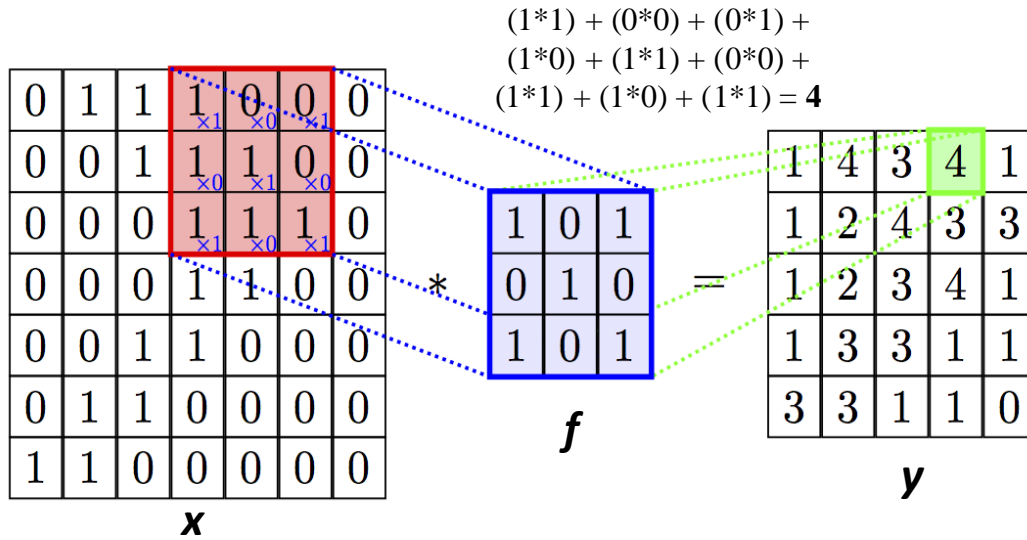 (1*1) + (0*0) + (0*1) +
(1*0) + (1*1) + (0*0) +
(1*1) + (1*0) + (1*1) = 4
0 1 1 1 0 0 0
×1 ×0 ×1
0 0 1 1 1 0 0
×0 ×1 ×0
0 0 0 1 1 1 0
×1 ×0 ×1
0 0 0 1 1 0 0
0 0 1 1 0 0 0
0 1 1 0 0 0 0
1 1 0 0 0 0 0
x
*
1 0 1
0 1 0
1 0 1
f
=
1 4 3 4 1
1 2 4 3 3
1 2 3 4 1
1 3 3 1 1
3 3 1 1 0
y